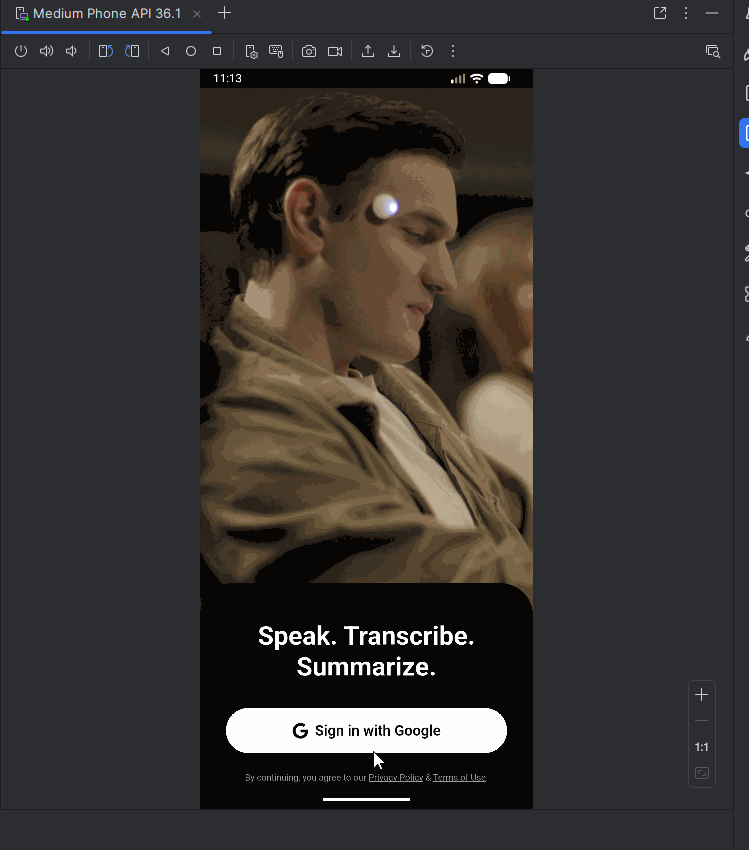 Medium Phone API 36.1
11:13
Speak. Transcribe.
Summarize.
G Sign in with Google
By continuing, you agree to our Privacy Policy & Terms of Use
1:1